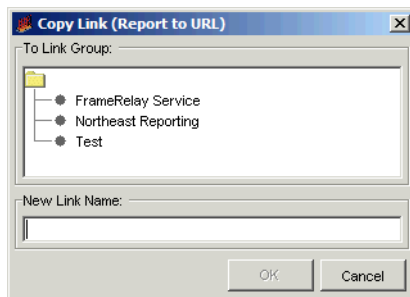 Copy Link (Report to URL)
To Link Group:
FrameRelay Service
Northeast Reporting
Test
New Link Name:
OK Cancel